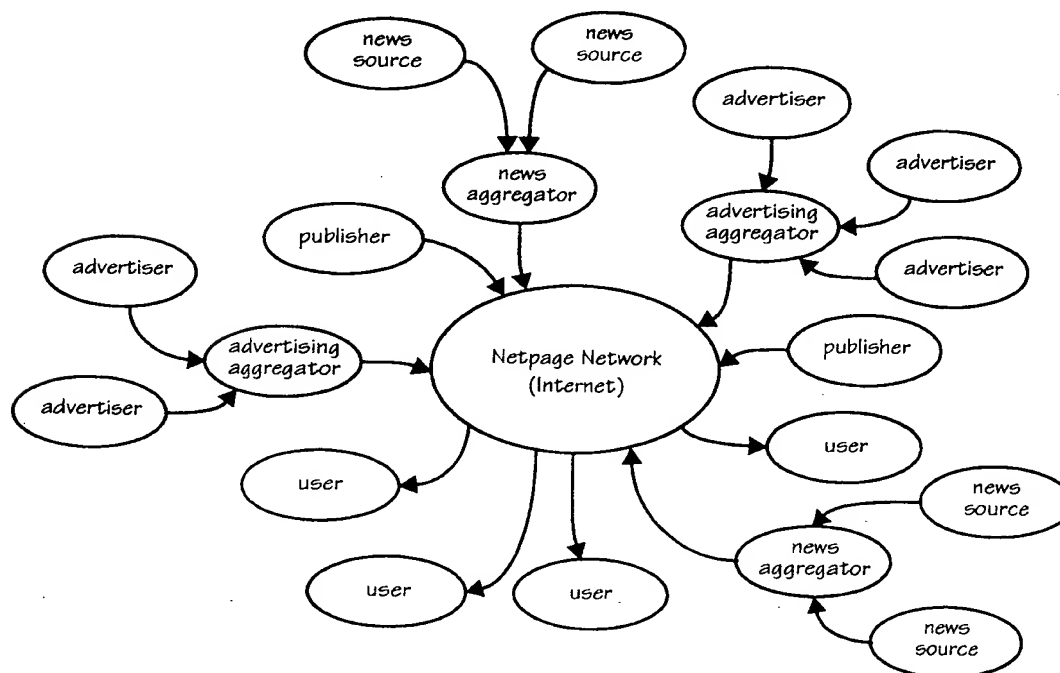 news
source
news
source
advertiser
advertiser
news
aggregator
advertising
aggregator
publisher
advertiser
advertiser
advertising
aggregator
Netpage Network
(Internet)
publisher
advertiser
user
user
news
source
news
aggregator
user
user
news
source